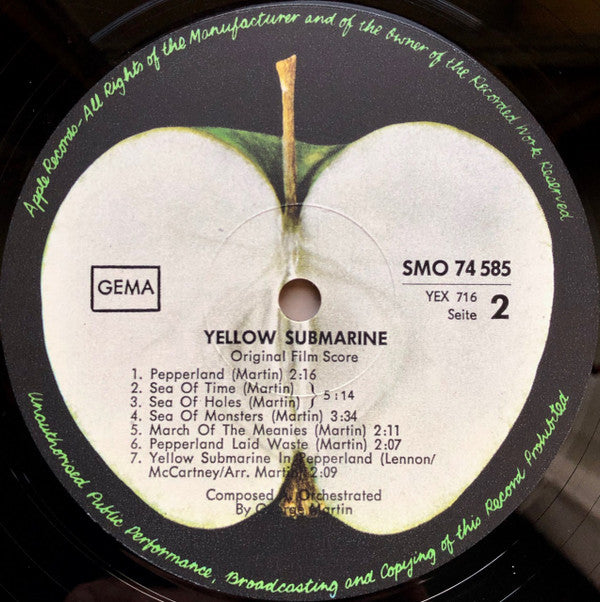 Apple Records-All Rights of the Manufacturer and of the Owner of the Recorded Work Reserved
GEMA
SMO 74 585
YEX 716
Seite 2
YELLOW SUBMARINE
Original Film Score
1. Pepperland (Martin) 2:16
2. Sea Of Time (Martin)
3. Sea Of Holes (Martin) } 5:14
4. Sea Of Monsters (Martin) 3:34
5. March Of The Meanies (Martin) 2:11
6. Pepperland Laid Waste (Martin) 2:07
7. Yellow Submarine In Pepperland (Lennon/
McCartney/Arr. Martin) 2:09
Composed & Orchestrated
By George Martin
Unauthorised Public Performance, Broadcasting and Copying of this Record Prohibited